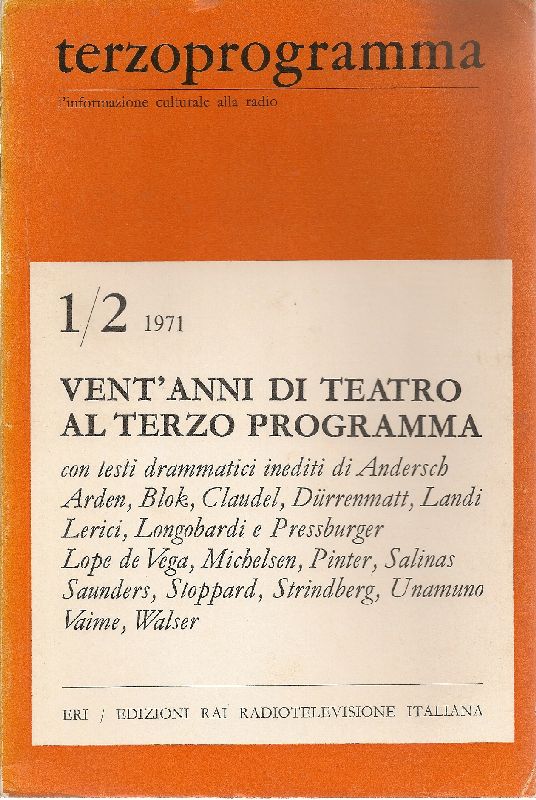 terzoprogramma
l'informazione culturale alla radio
1/2 1971
VENT'ANNI DI TEATRO
AL TERZO PROGRAMMA
con testi drammatici inediti di Andersch
Arden, Blok, Claudel, Dürrenmatt, Landi
Lerici, Longobardi e Pressburger
Lope de Vega, Michelsen, Pinter, Salinas
Saunders, Stoppard, Strindberg, Unamuno
Vaime, Walser
ERI / EDIZIONI RAI RADIOTELEVISIONE ITALIANA